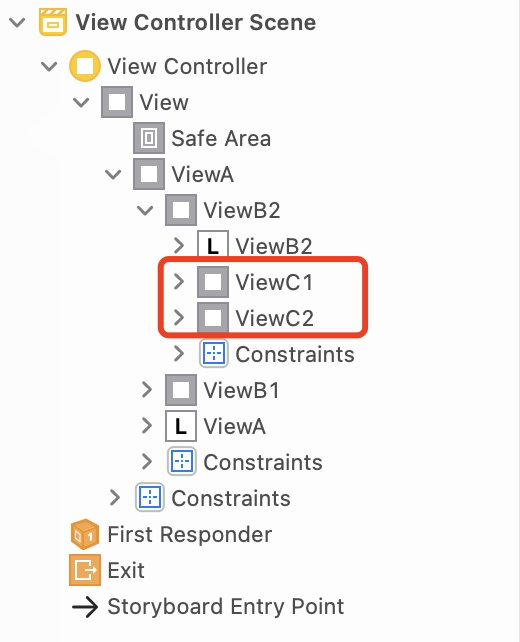 View Controller Scene
View Controller
View
Safe Area
ViewA
ViewB2
L ViewB2
ViewC1
ViewC2
Constraints
ViewB1
L ViewA
Constraints
Constraints
1 First Responder
Exit
Storyboard Entry Point